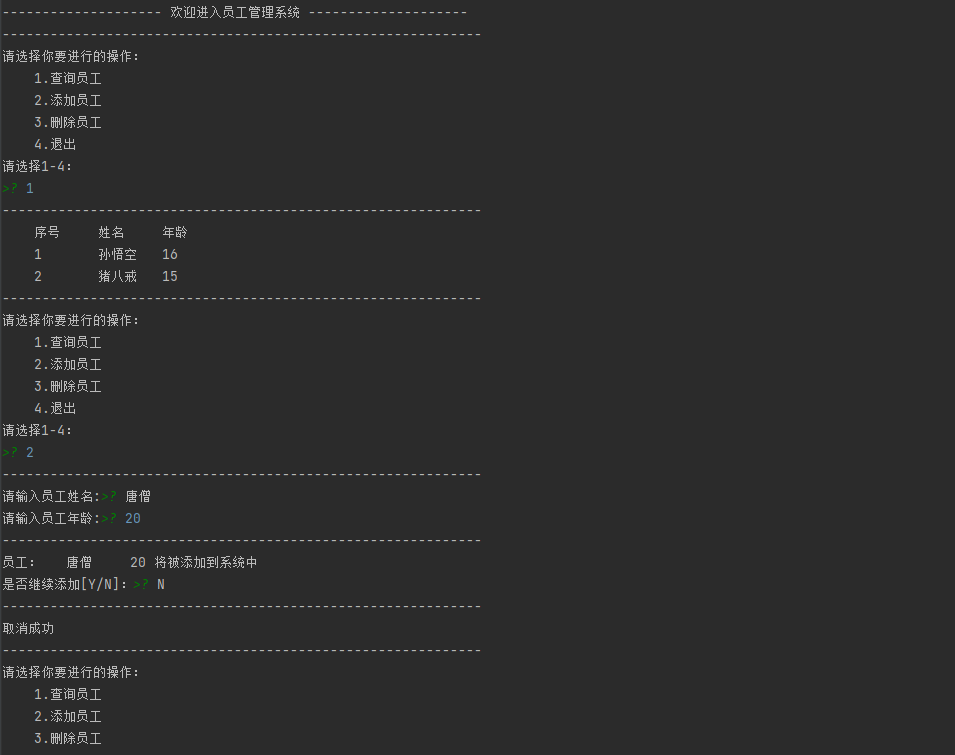 -------------------- 欢迎进入员工管理系统 --------------------
------------------------------------------------------------
请选择你要进行的操作:
    1.查询员工
    2.添加员工
    3.删除员工
    4.退出
请选择1-4:
>? 1
------------------------------------------------------------
    序号    姓名    年龄
    1    孙悟空    16
    2    猪八戒    15
------------------------------------------------------------
请选择你要进行的操作:
    1.查询员工
    2.添加员工
    3.删除员工
    4.退出
请选择1-4:
>? 2
------------------------------------------------------------
请输入员工姓名:>? 唐僧
请输入员工年龄:>? 20
------------------------------------------------------------
员工:    唐僧    20 将被添加到系统中
是否继续添加[Y/N]: >? N
------------------------------------------------------------
取消成功
------------------------------------------------------------
请选择你要进行的操作:
    1.查询员工
    2.添加员工
    3.删除员工